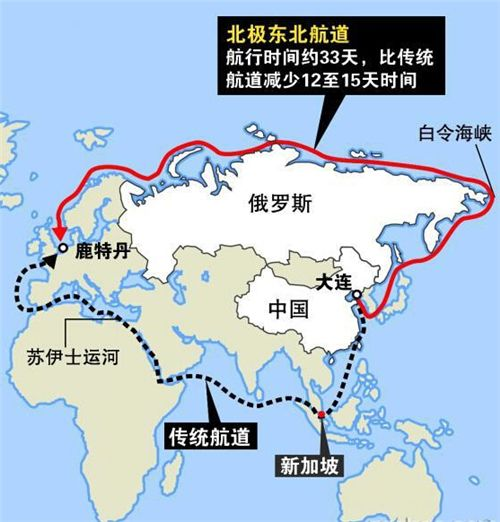 北极东北航道
航行时间约33天，比传统
航道减少12至15天时间
白令海峡
俄罗斯
鹿特丹
大连
中国
苏伊士运河
传统航道
新加坡